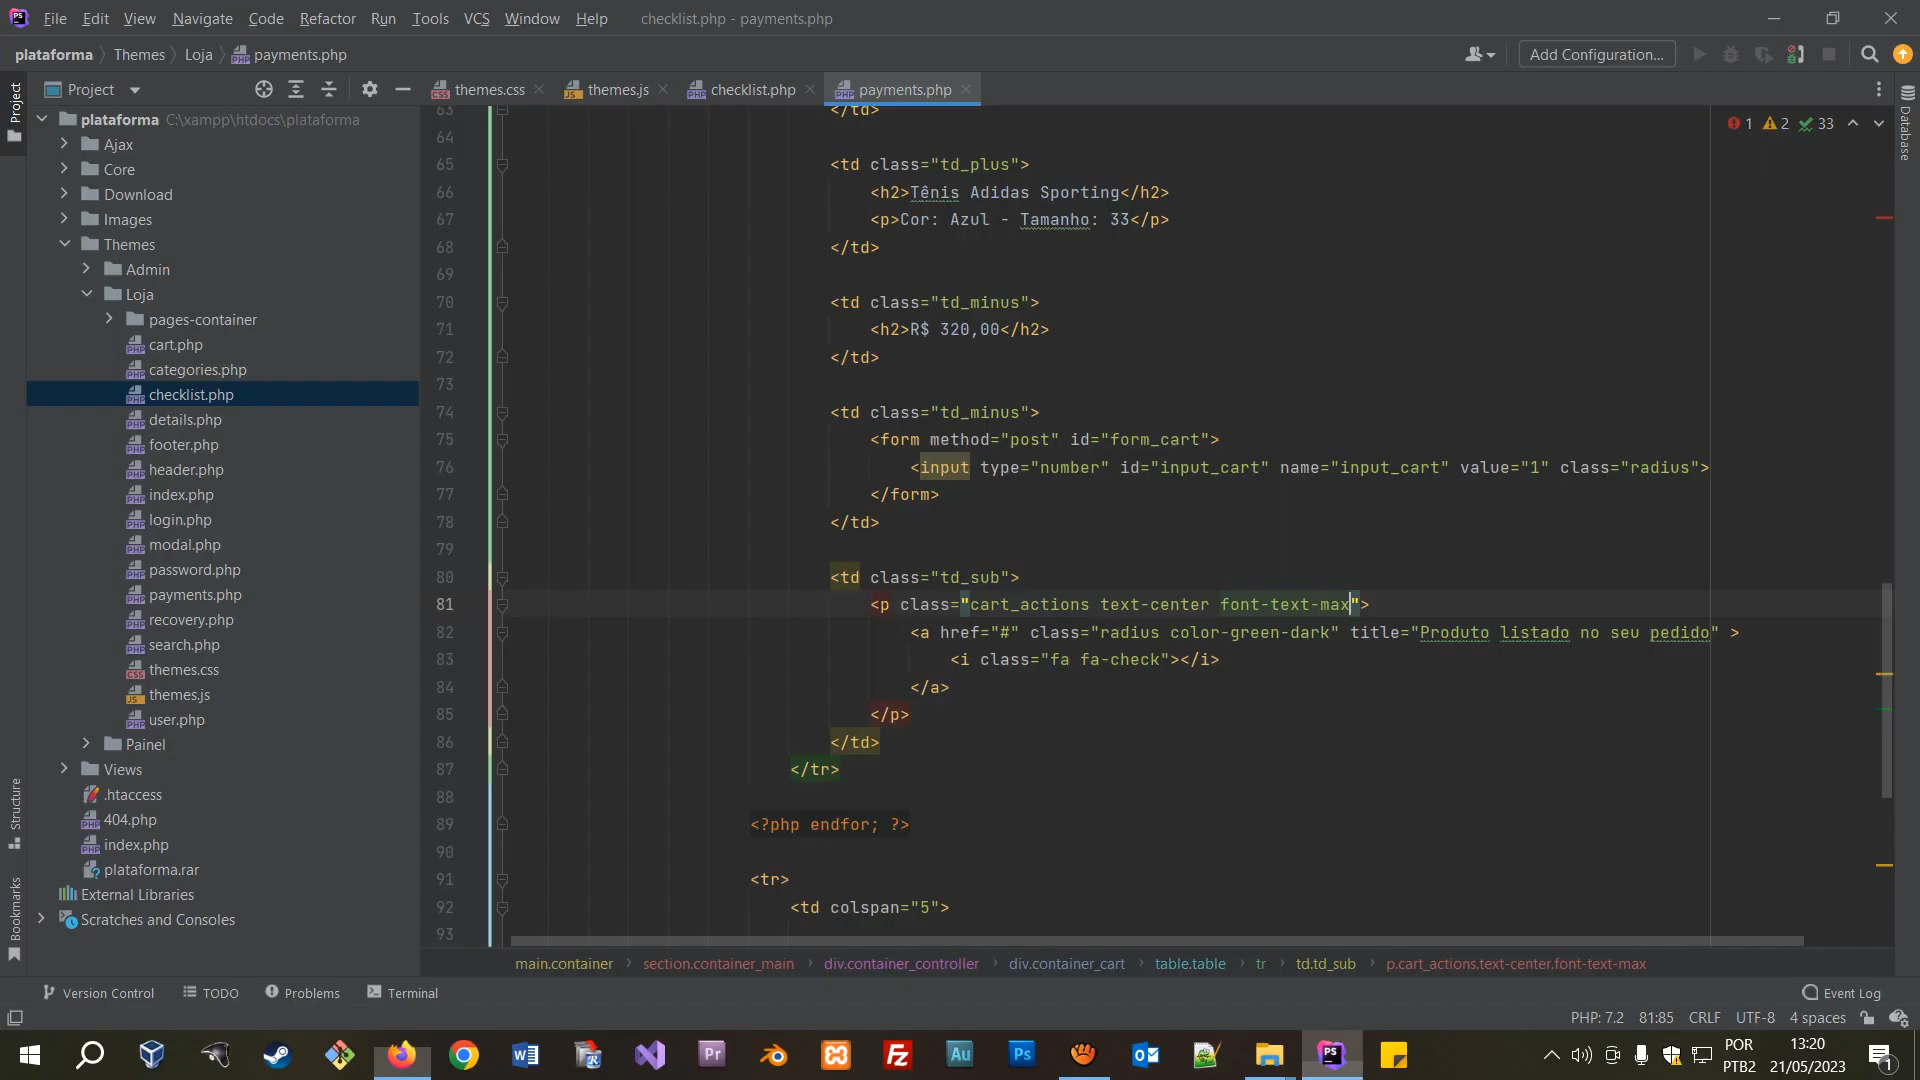 File Edit View Navigate Code Refactor Run Tools VCS Window Help checklist.php - payments.php
plataforma Themes Loja payments.php Add Configuration...
Project themes.css themes.js checklist.php payments.php
Project
Structure
Bookmarks
Database
plataforma C:\xampp\htdocs\plataforma
Ajax
Core
Download
Images
Themes
Admin
Loja
pages-container
cart.php
categories.php
checklist.php
details.php
footer.php
header.php
index.php
login.php
modal.php
password.php
payments.php
recovery.php
search.php
themes.css
themes.js
user.php
Painel
Views
.htaccess
404.php
index.php
plataforma.rar
External Libraries
Scratches and Consoles
1 2 33
63 </td>
64
65 <td class="td_plus">
66 <h2>Tênis Adidas Sporting</h2>
67 <p>Cor: Azul - Tamanho: 33</p>
68 </td>
69
70 <td class="td_minus">
71 <h2>R$ 320,00</h2>
72 </td>
73
74 <td class="td_minus">
75 <form method="post" id="form_cart">
76 <input type="number" id="input_cart" name="input_cart" value="1" class="radius">
77 </form>
78 </td>
79
80 <td class="td_sub">
81 <p class="cart_actions text-center font-text-max">
82 <a href="#" class="radius color-green-dark" title="Produto listado no seu pedido" >
83 <i class="fa fa-check"></i>
84 </a>
85 </p>
86 </td>
87 </tr>
88
89 <?php endfor; ?>
90
91 <tr>
92 <td colspan="5">
93
main.container section.container_main div.container_controller div.container_cart table.table tr td.td_sub p.cart_actions.text-center.font-text-max
Version Control TODO Problems Terminal Event Log
PHP: 7.2 81:85 CRLF UTF-8 4 spaces
POR
PTB2
13:20
21/05/2023
1